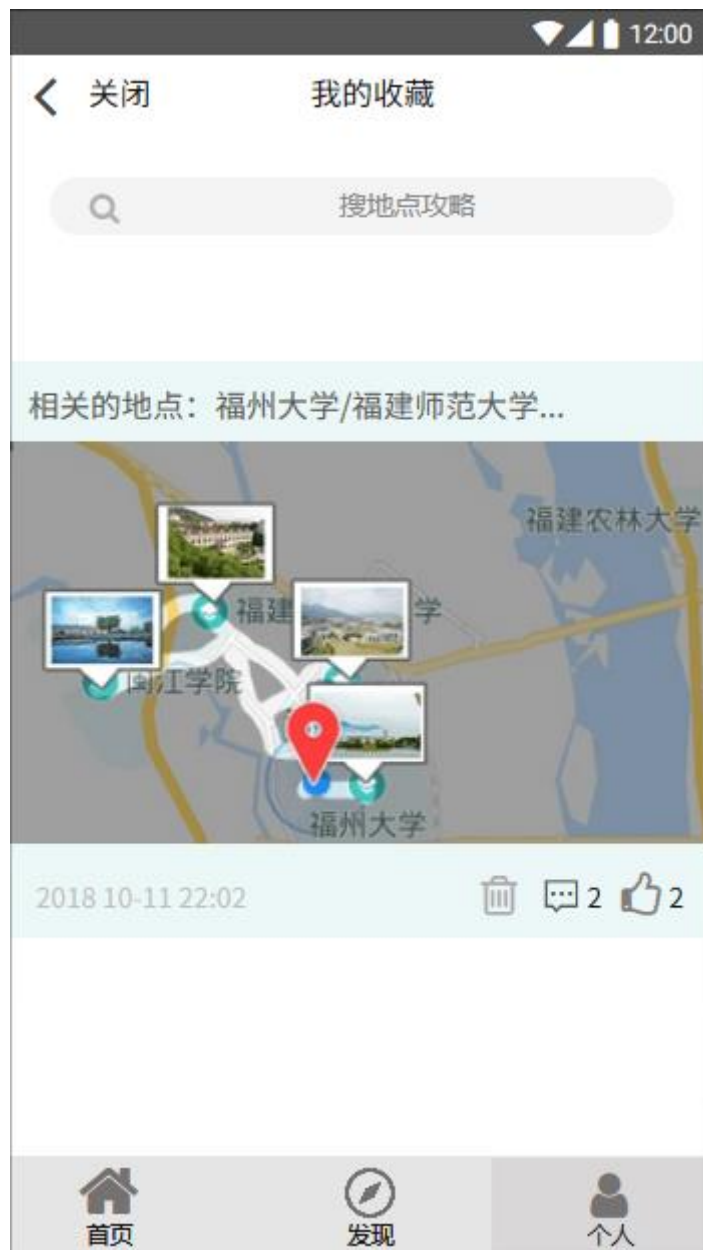 12:00
关闭 我的收藏
搜地点攻略
相关的地点：福州大学/福建师范大学...
福建农林大学
福建 学
闽江学院
福州大学
2018 10-11 22:02 2 2
首页 发现 个人